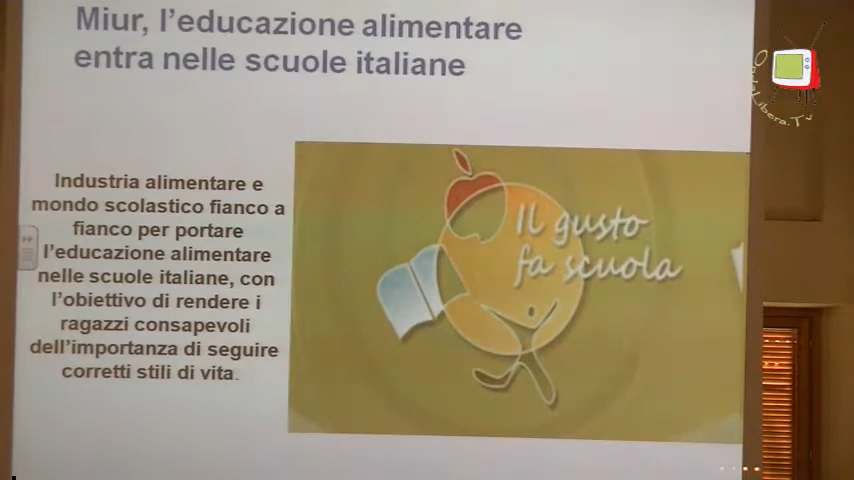 Miur, l'educazione alimentare
entra nelle scuole italiane
Industria alimentare e
mondo scolastico fianco a
fianco per portare
l'educazione alimentare
nelle scuole italiane, con
l'obiettivo di rendere i
ragazzi consapevoli
dell'importanza di seguire
corretti stili di vita.
Il gusto
fa scuola
Libera.Tv